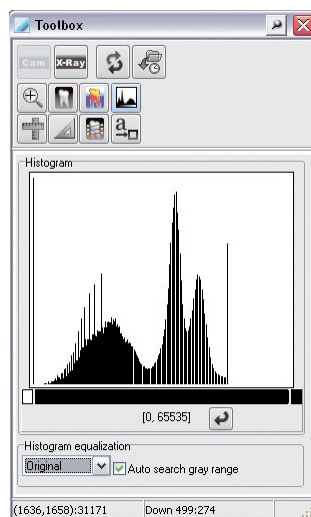 Toolbox
Cam X-Ray
a
Histogram
[0, 65535]
Histogram equalization
Original Auto search gray range
(1636,1658):31171 Down 499:274